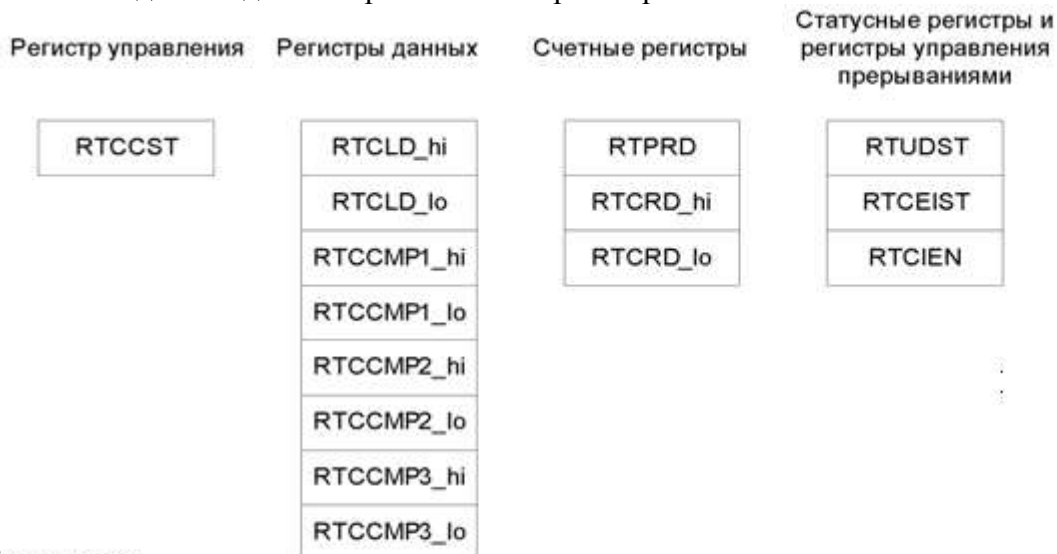 Статусные регистры и
Регистр управления Регистры данных Счетные регистры регистры управления
прерываниями
RTCCST RTCLD_hi RTPRD RTUDST
RTCLD_lo RTCRD_hi RTCEIST
RTCCMP1_hi RTCRD_lo RTCIEN
RTCCMP1_lo
RTCCMP2_hi
RTCCMP2_lo
RTCCMP3_hi
RTCCMP3_lo